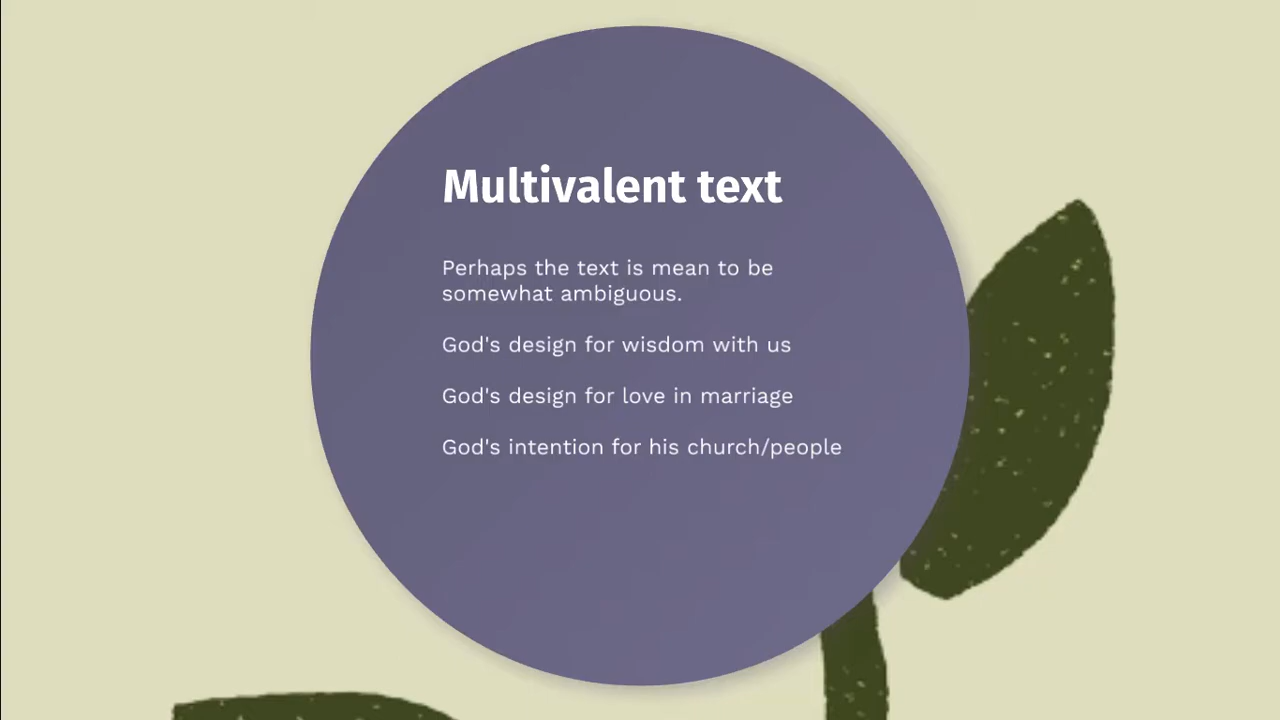 Multivalent text
Perhaps the text is mean to be
somewhat ambiguous.
God's design for wisdom with us
God's design for love in marriage
God's intention for his church/people